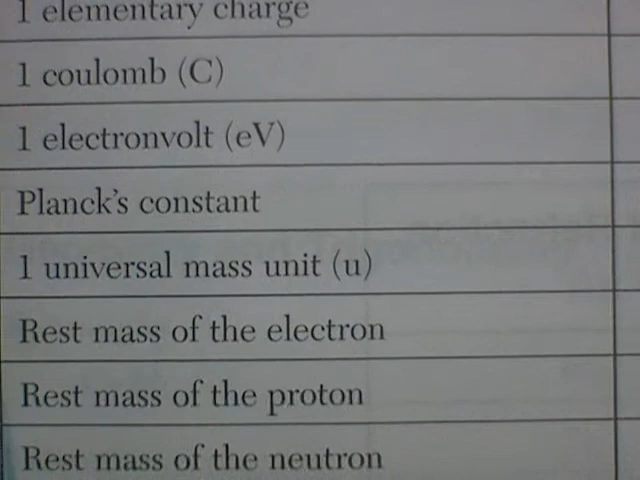 1 elementary charge
1 coulomb (C)
1 electronvolt (eV)
Planck's constant
1 universal mass unit (u)
Rest mass of the electron
Rest mass of the proton
Rest mass of the neutron